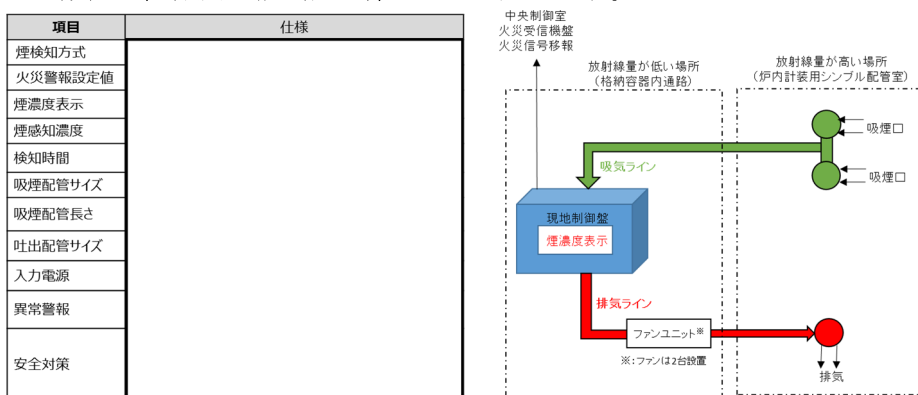 項目
仕様
煙検知方式
火災警報設定値
煙濃度表示
煙感知濃度
検知時間
吸煙配管サイズ
吸煙配管長さ
吐出配管サイズ
入力電源
異常警報
安全対策
中央制御室
火災受信機盤
火災信号移報
放射線量が低い場所
(格納容器内通路)
放射線量が高い場所
(炉内計装用シンブル配管室)
吸煙口
吸煙口
吸気ライン
現地制御盤
煙濃度表示
排気ライン
ファンユニット※
※:ファンは2台設置
排気